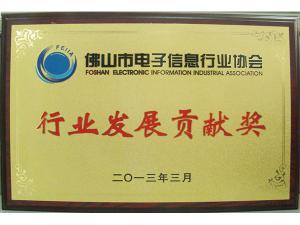 FEIIA
佛山市电子信息行业协会
FOSHAN ELECTRONIC INFORMATION INDUSTRIAL ASSOCIATION
行业发展贡献奖
二〇一三年三月